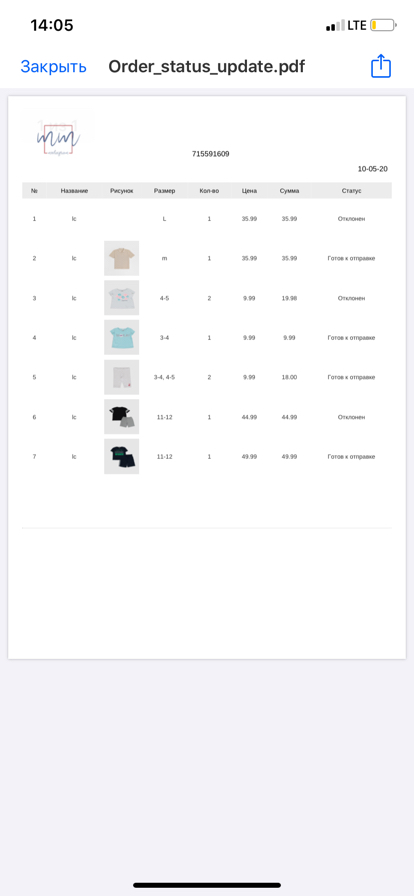 14:05
LTE
Закрыть Order_status_update.pdf
mm
715591609
10-05-20
№ Название Рисунок Размер Кол-во Цена Сумма Статус
1 lc L 1 35.99 35.99 Отклонен
2 lc m 1 35.99 35.99 Готов к отправке
3 lc 4-5 2 9.99 19.98 Отклонен
4 lc 3-4 1 9.99 9.99 Готов к отправке
5 lc 3-4, 4-5 2 9.99 18.00 Готов к отправке
6 lc 11-12 1 44.99 44.99 Отклонен
7 lc 11-12 1 49.99 49.99 Готов к отправке